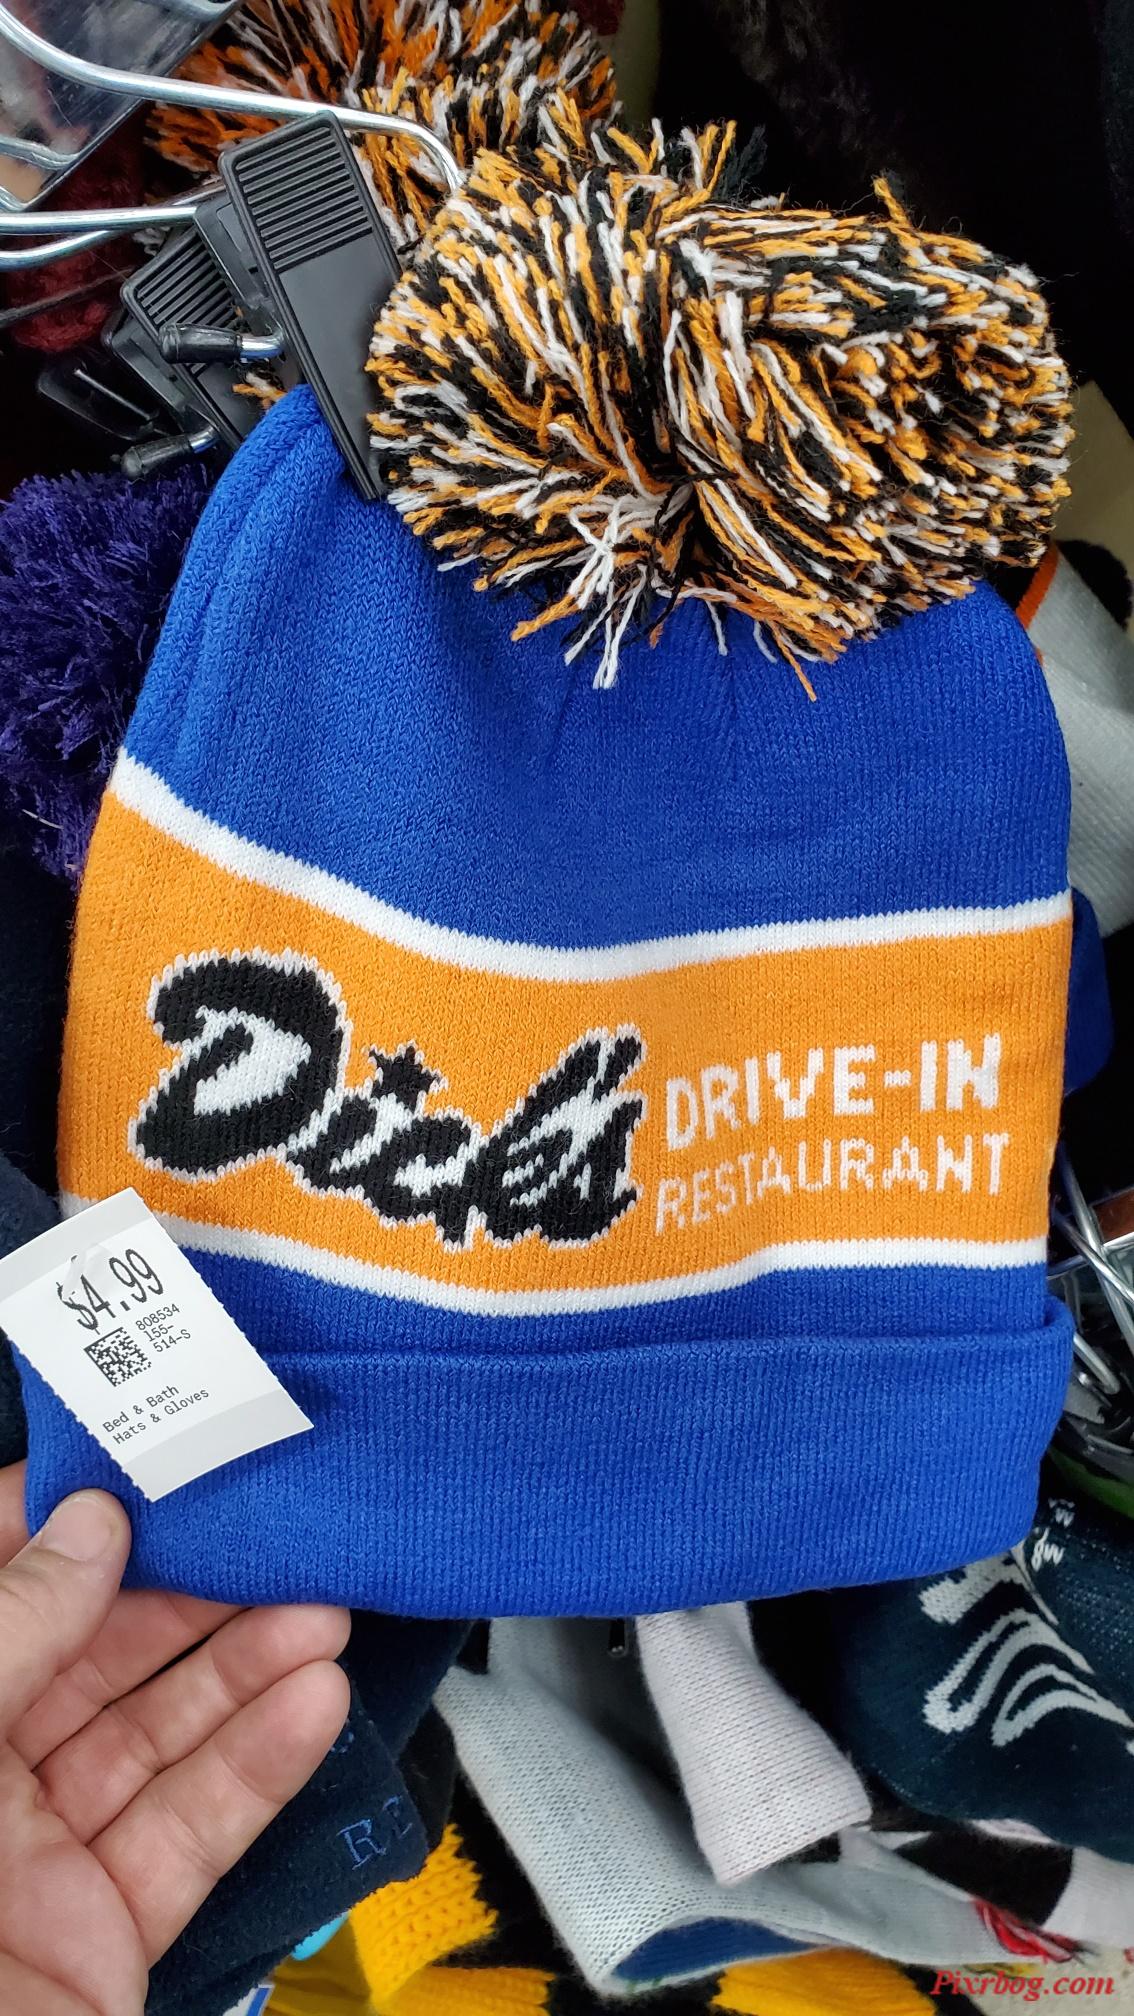 Dick's
DRIVE-IN
RESTAURANT
$4.99
808534
155-
514-S
Bed & Bath
Hats & Gloves
Pixrbog.com